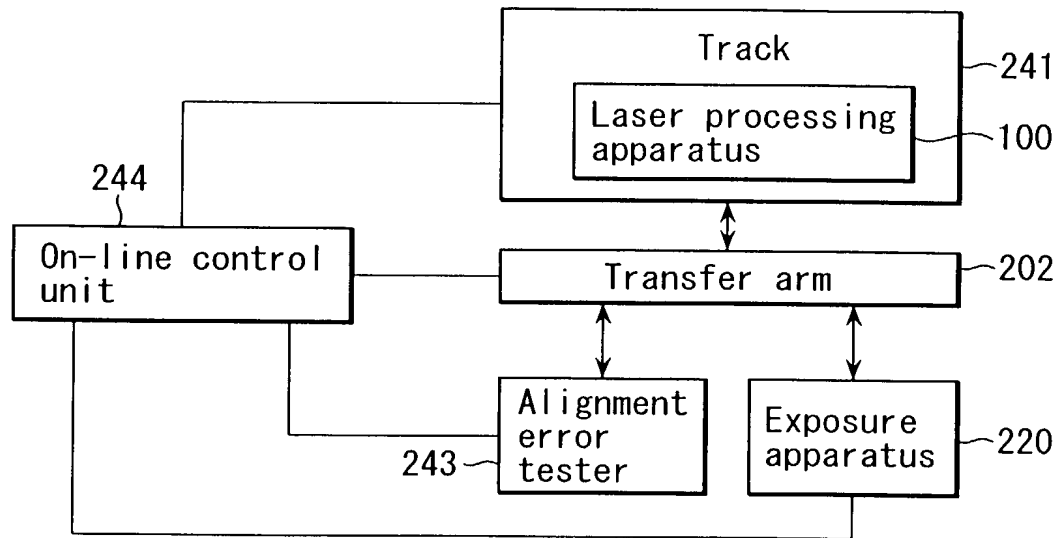 Track
241
Laser processing
apparatus
100
244
On-line control
unit
Transfer arm
202
Alignment
error
tester
243
Exposure
apparatus
220